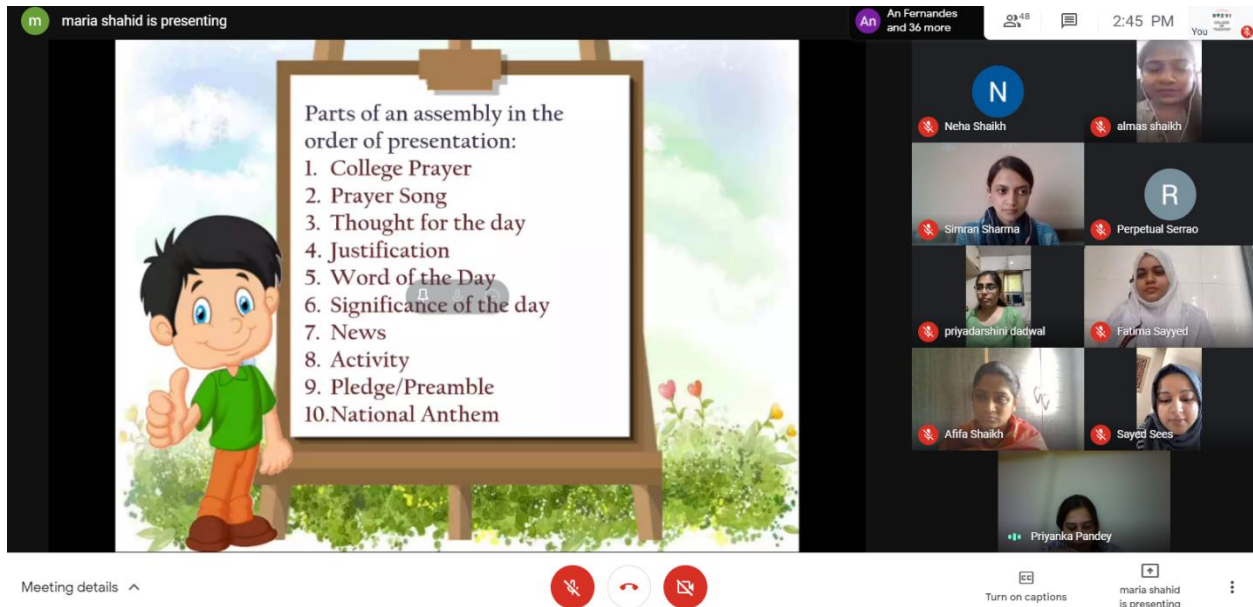 m maria shahid is presenting
An An Fernandes
and 36 more
48
2:45 PM
You
Parts of an assembly in the
order of presentation:
1. College Prayer
2. Prayer Song
3. Thought for the day
4. Justification
5. Word of the Day
6. Significance of the day
7. News
8. Activity
9. Pledge/Preamble
10.National Anthem
N
Neha Shaikh
almas shaikh
Simran Sharma
R
Perpetual Serrao
priyadarshini dadwal
Fatima Sayyed
Afifa Shaikh
Sayed Sees
Priyanka Pandey
Meeting details
CC
Turn on captions
maria shahid
is presenting